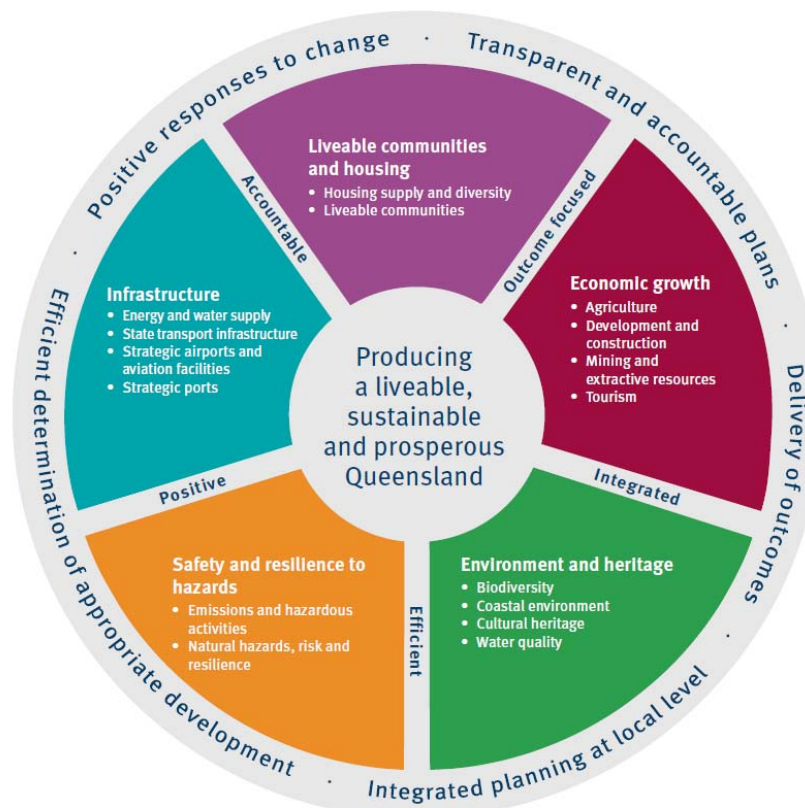 Positive responses to change
·
Transparent and accountable plans
·
Delivery of outcomes
·
Integrated planning at local level
·
Efficient determination of appropriate development
·
Liveable communities
and housing
• Housing supply and diversity
• Liveable communities
Accountable
Outcome focused
Infrastructure
• Energy and water supply
• State transport infrastructure
• Strategic airports and
aviation facilities
• Strategic ports
Economic growth
• Agriculture
• Development and
construction
• Mining and
extractive resources
• Tourism
Producing
a liveable,
sustainable
and prosperous
Queensland
Positive
Integrated
Safety and resilience to
hazards
• Emissions and hazardous
activities
• Natural hazards, risk and
resilience
Efficient
Environment and heritage
• Biodiversity
• Coastal environment
• Cultural heritage
• Water quality